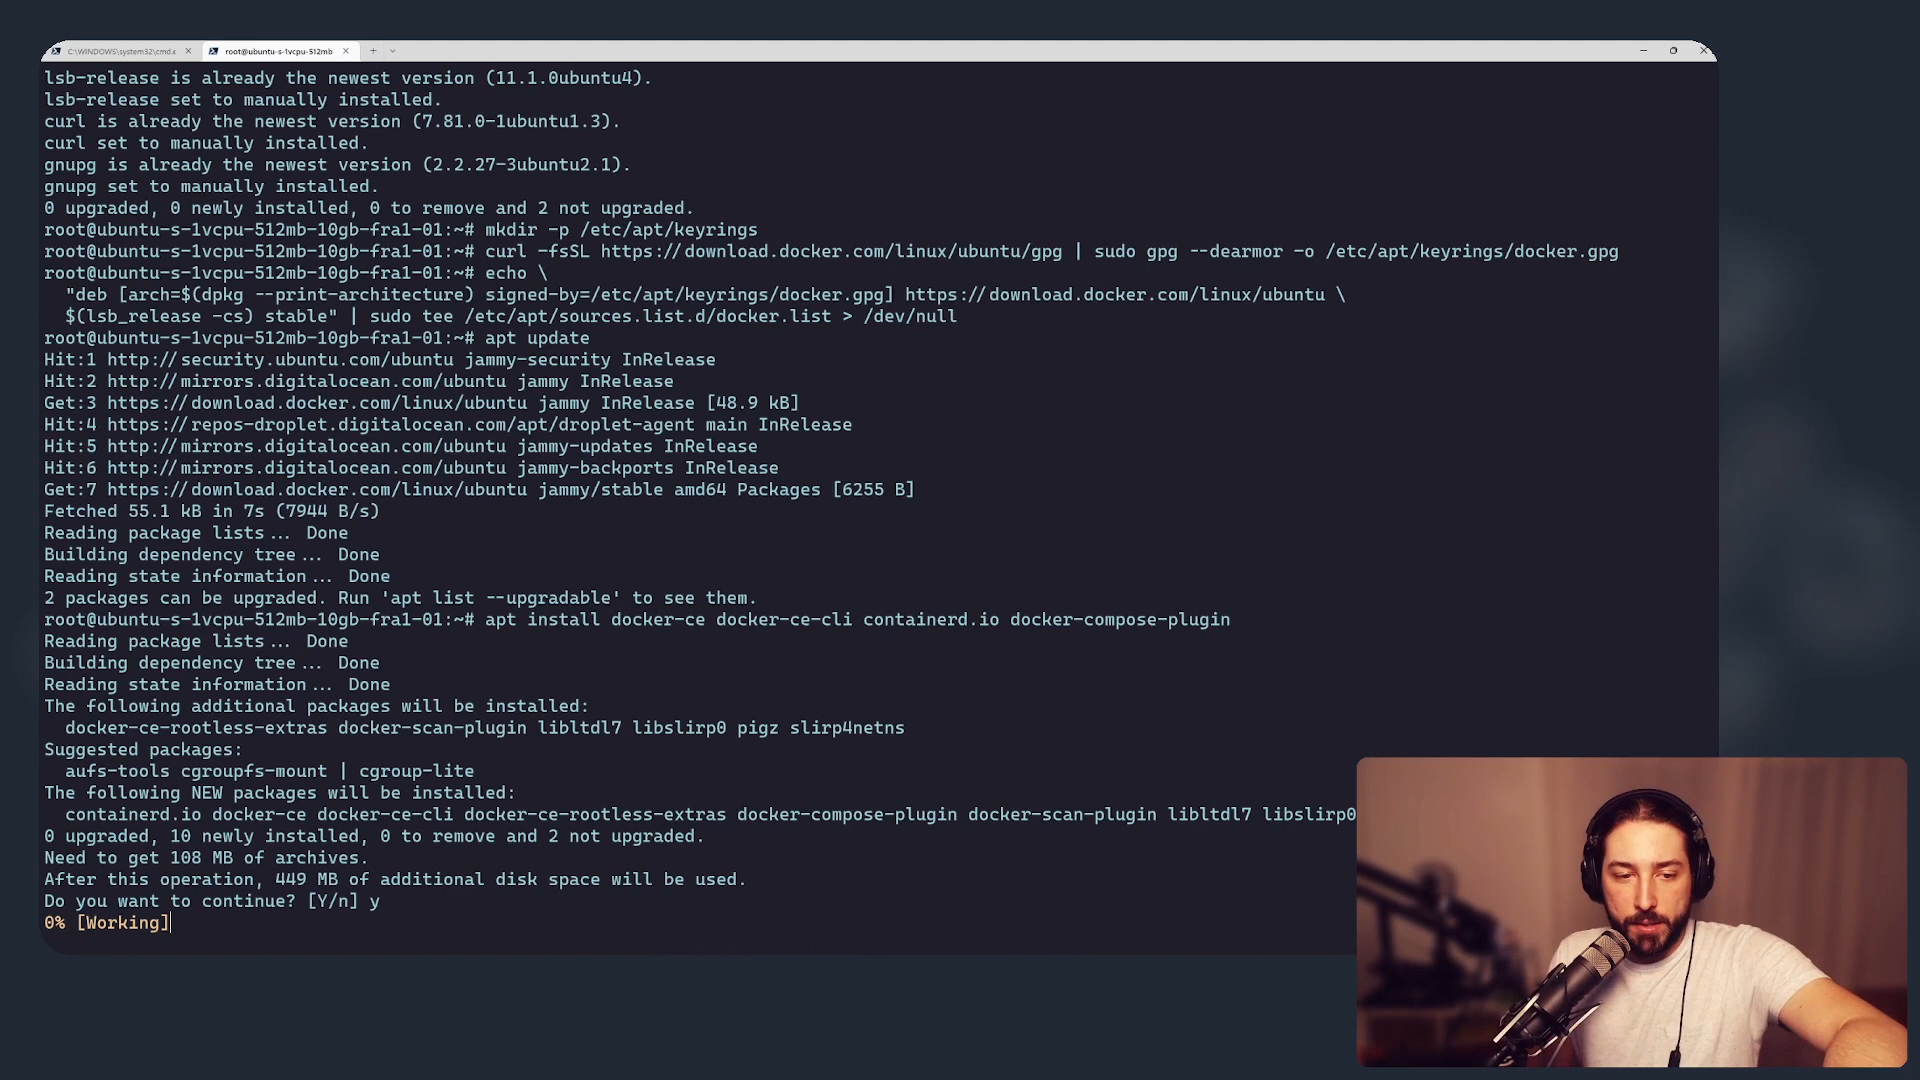 C:\WINDOWS\system32\cmd.e
root@ubuntu-s-1vcpu-512mb
lsb-release is already the newest version (11.1.0ubuntu4).
lsb-release set to manually installed.
curl is already the newest version (7.81.0-1ubuntu1.3).
curl set to manually installed.
gnupg is already the newest version (2.2.27-3ubuntu2.1).
gnupg set to manually installed.
0 upgraded, 0 newly installed, 0 to remove and 2 not upgraded.
root@ubuntu-s-1vcpu-512mb-10gb-fra1-01:~# mkdir -p /etc/apt/keyrings
root@ubuntu-s-1vcpu-512mb-10gb-fra1-01:~# curl -fsSL https://download.docker.com/linux/ubuntu/gpg | sudo gpg --dearmor -o /etc/apt/keyrings/docker.gpg
root@ubuntu-s-1vcpu-512mb-10gb-fra1-01:~# echo \
"deb [arch=$(dpkg --print-architecture) signed-by=/etc/apt/keyrings/docker.gpg] https://download.docker.com/linux/ubuntu \
$(lsb_release -cs) stable" | sudo tee /etc/apt/sources.list.d/docker.list > /dev/null
root@ubuntu-s-1vcpu-512mb-10gb-fra1-01:~# apt update
Hit:1 http://security.ubuntu.com/ubuntu jammy-security InRelease
Hit:2 http://mirrors.digitalocean.com/ubuntu jammy InRelease
Get:3 https://download.docker.com/linux/ubuntu jammy InRelease [48.9 kB]
Hit:4 https://repos-droplet.digitalocean.com/apt/droplet-agent main InRelease
Hit:5 http://mirrors.digitalocean.com/ubuntu jammy-updates InRelease
Hit:6 http://mirrors.digitalocean.com/ubuntu jammy-backports InRelease
Get:7 https://download.docker.com/linux/ubuntu jammy/stable amd64 Packages [6255 B]
Fetched 55.1 kB in 7s (7944 B/s)
Reading package lists... Done
Building dependency tree... Done
Reading state information... Done
2 packages can be upgraded. Run 'apt list --upgradable' to see them.
root@ubuntu-s-1vcpu-512mb-10gb-fra1-01:~# apt install docker-ce docker-ce-cli containerd.io docker-compose-plugin
Reading package lists... Done
Building dependency tree... Done
Reading state information... Done
The following additional packages will be installed:
docker-ce-rootless-extras docker-scan-plugin libltdl7 libslirp0 pigz slirp4netns
Suggested packages:
aufs-tools cgroupfs-mount | cgroup-lite
The following NEW packages will be installed:
containerd.io docker-ce docker-ce-cli docker-ce-rootless-extras docker-compose-plugin docker-scan-plugin libltdl7 libslirp0
0 upgraded, 10 newly installed, 0 to remove and 2 not upgraded.
Need to get 108 MB of archives.
After this operation, 449 MB of additional disk space will be used.
Do you want to continue? [Y/n] y
0% [Working]